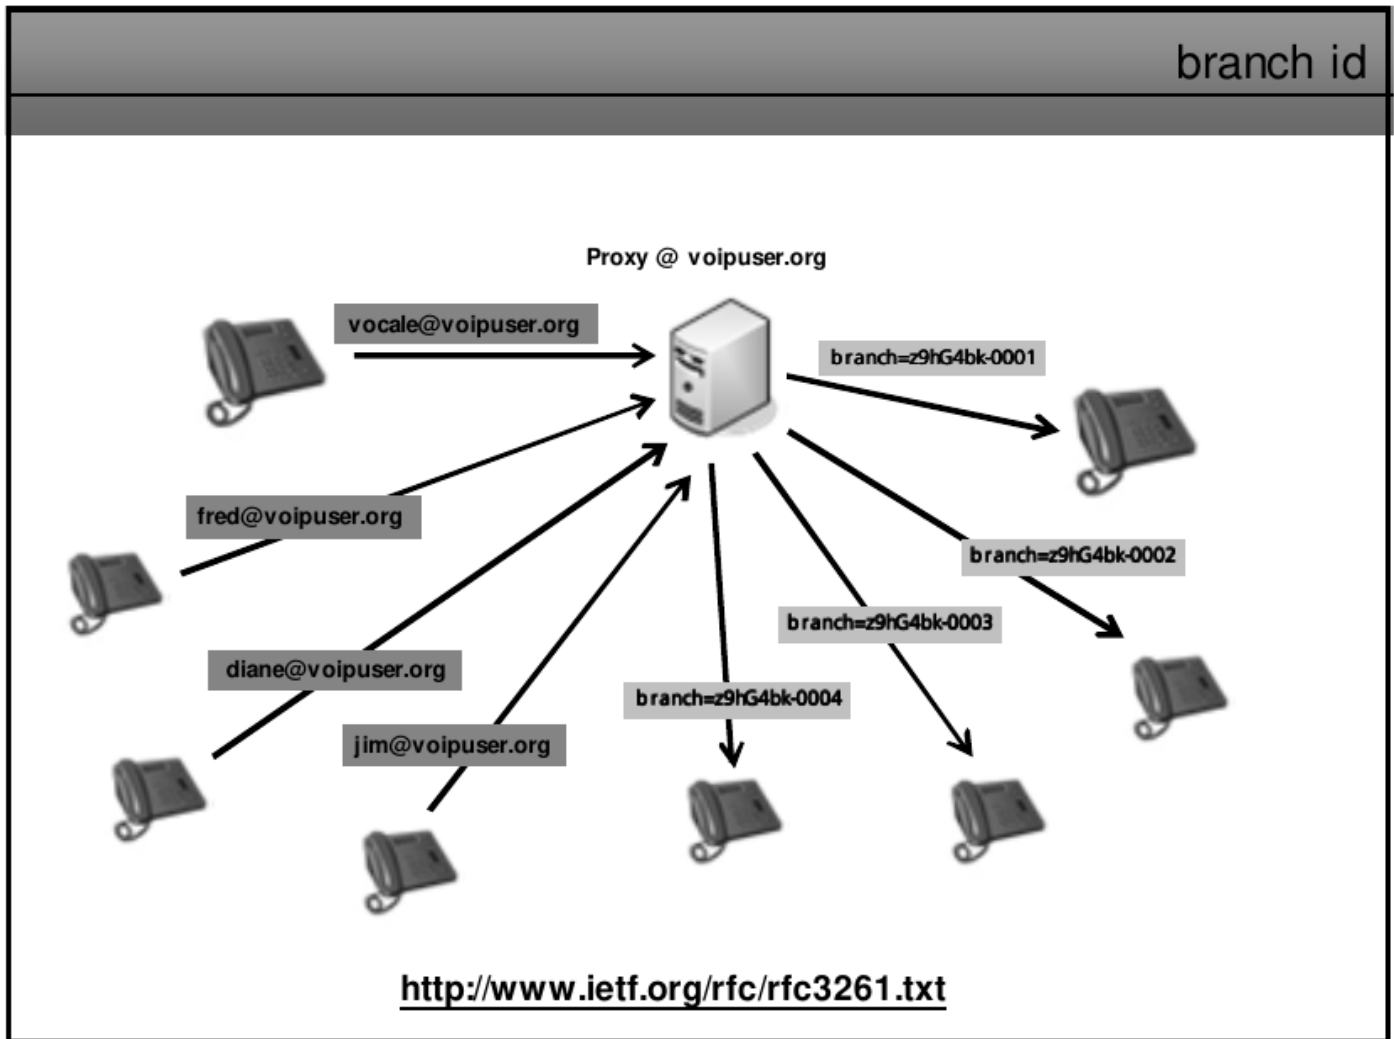 branch id
Proxy @ voipuser.org
vocale@voipuser.org
branch=z9hG4bk-0001
fred@voipuser.org
branch=z9hG4bk-0002
branch=z9hG4bk-0003
diane@voipuser.org
branch=z9hG4bk-0004
jim@voipuser.org
http://www.ietf.org/rfc/rfc3261.txt